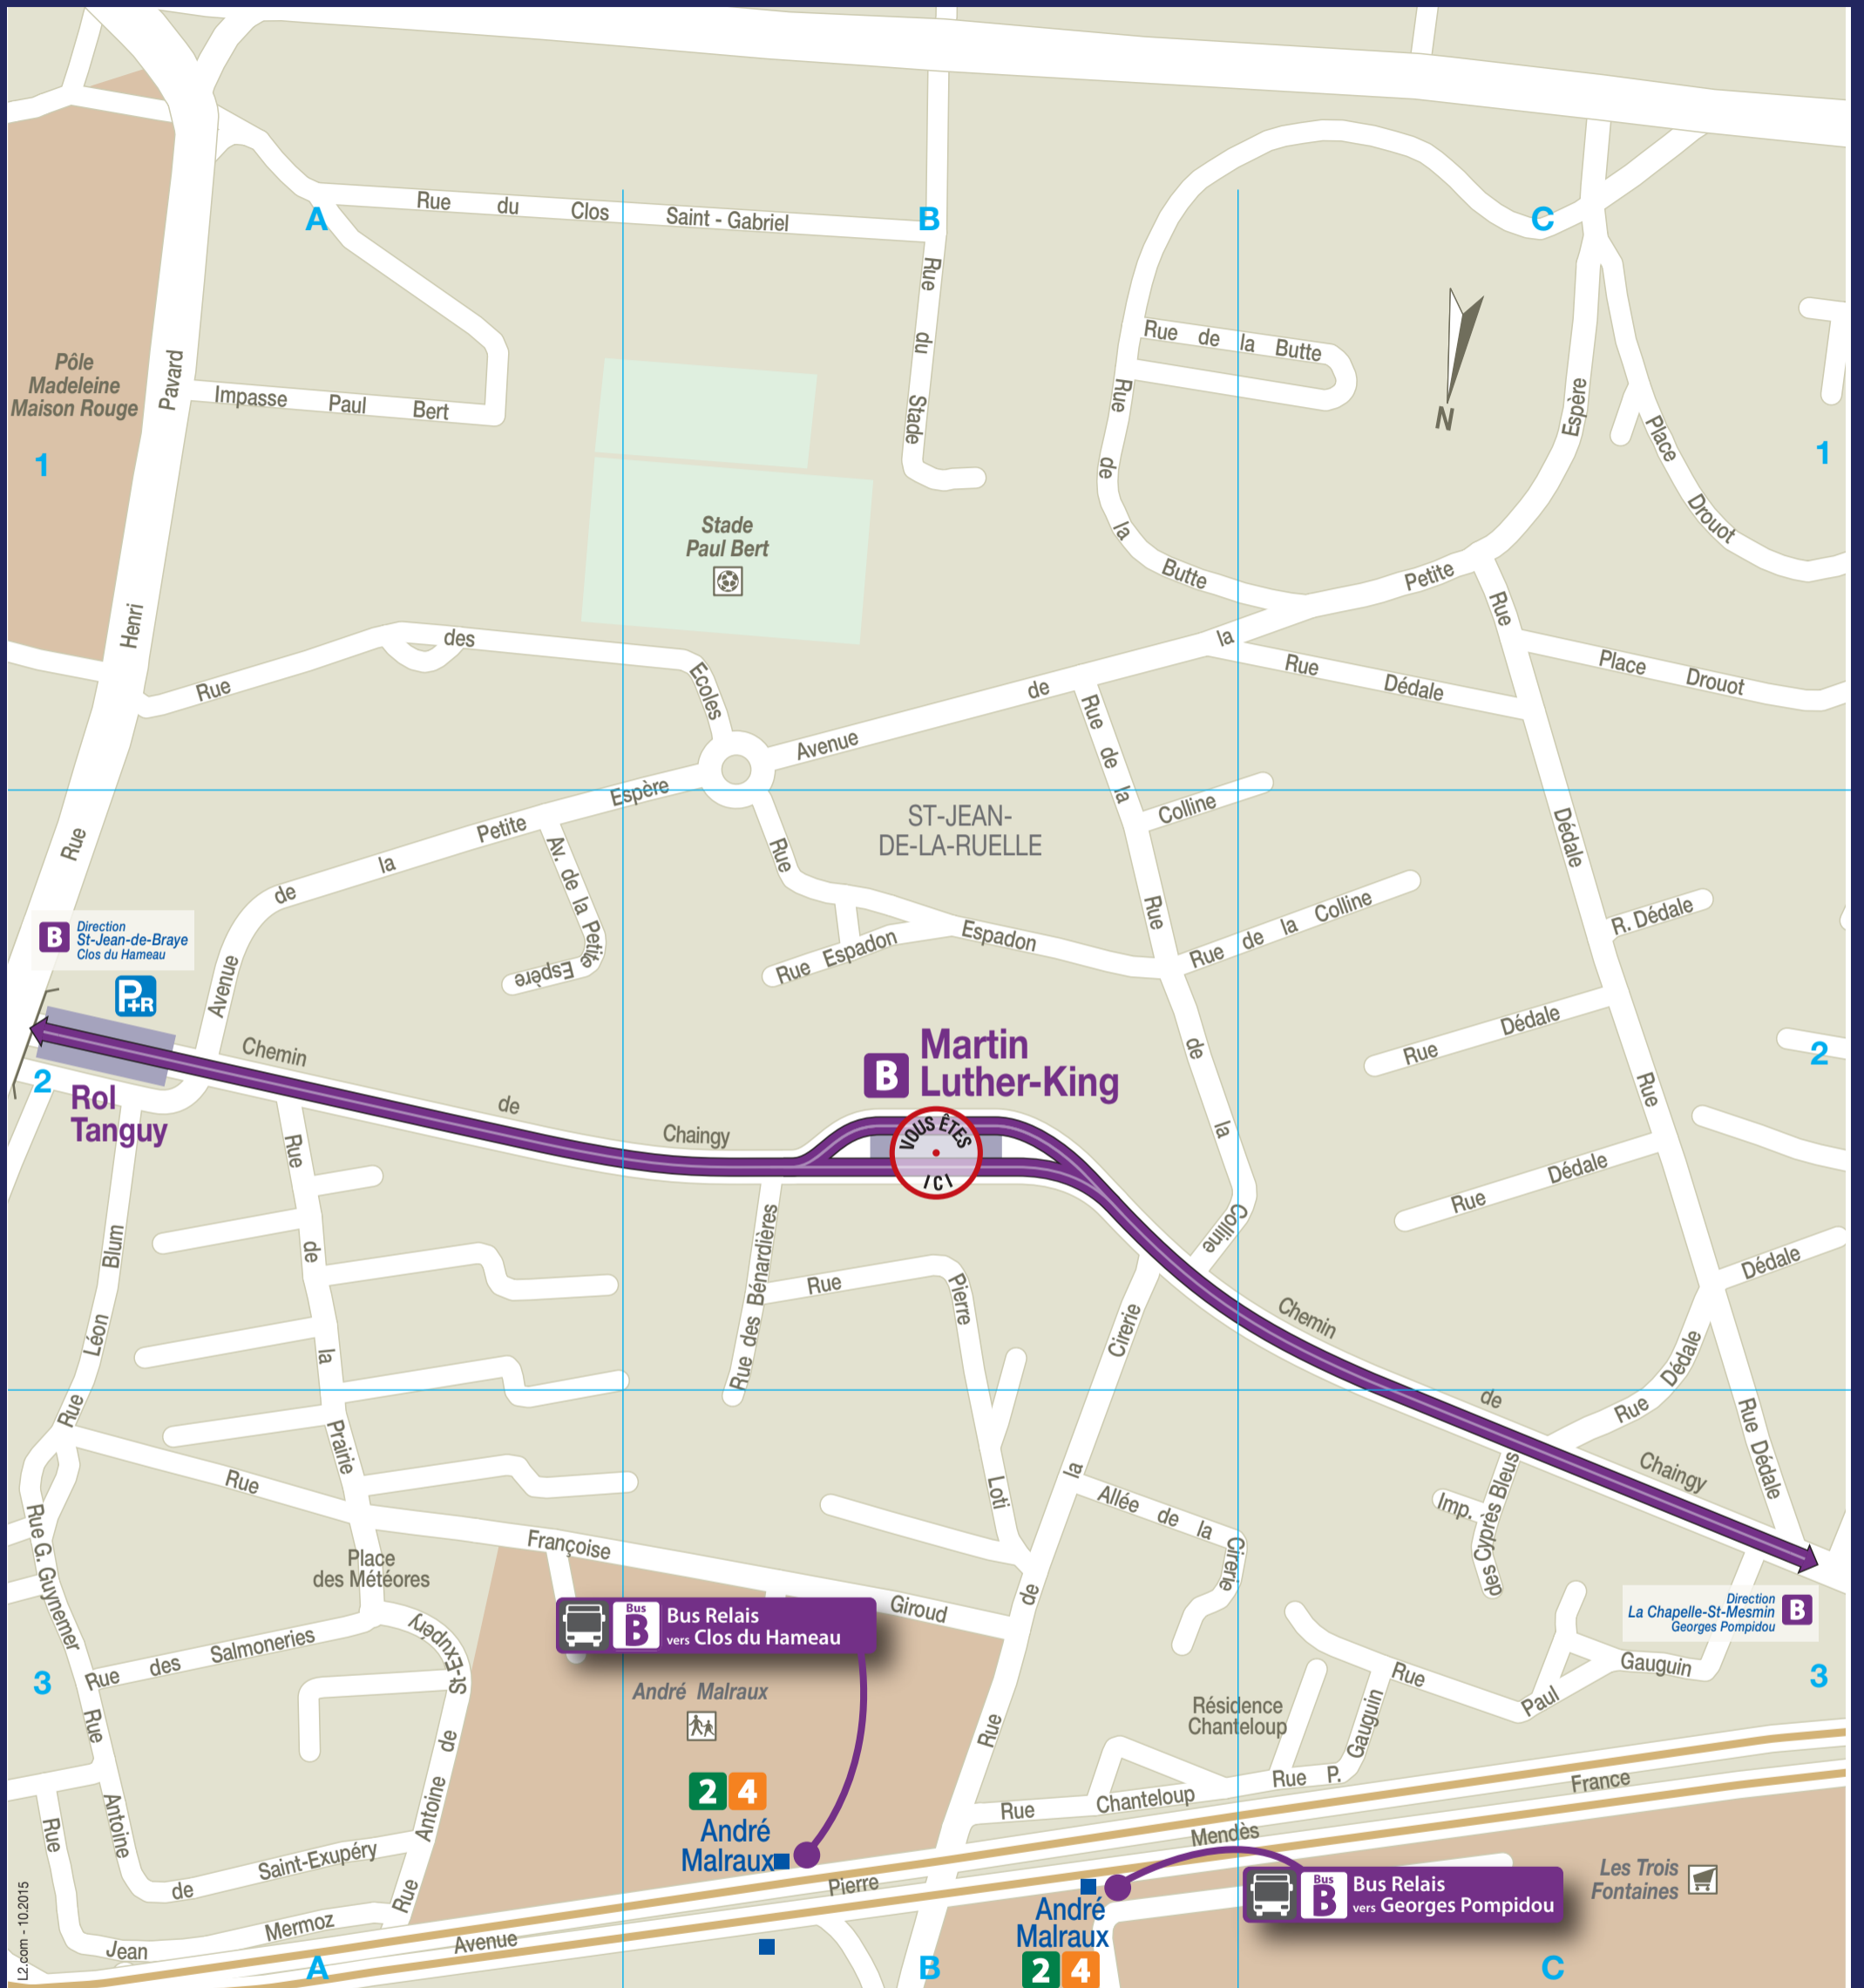 A
B
C
Rue du Clos Saint - Gabriel
Rue du Stade
Pôle
Madeleine
Maison Rouge
Impasse Paul Bert
Rue Henri Pavard
1
1
Stade
Paul Bert
Rue de la Butte
Rue de la Butte
N
Place Drouot
Place Drouot
Rue des Ecoles
Avenue de la Petite Espère
Avenue de la Petite Espère
Av. de la Petite Espère
Rue Dédale
Rue Dédale
Rue de la Colline
Rue de la Colline
Rue de la Colline
ST-JEAN-
DE-LA-RUELLE
Rue Espadon
Rue Espadon
R. Dédale
Rue Dédale
Rue Dédale
Rue Dédale
Dédale
Rue Dédale
B
Direction
St-Jean-de-Braye
Clos du Hameau
P+R
2
2
Rol
Tanguy
Chemin de Chaingy
B
Martin
Luther-King
VOUS ÊTES
ICI
Chemin de Chaingy
Rue Léon Blum
Rue de la Prairie
Rue des Bénardières
Rue Pierre Loti
Rue de la Cirerie
Allée de la Cirerie
Imp. des Cyprès Bleus
Rue Françoise Giroud
Rue G. Guynemer
Place
des Météores
Rue des Salmoneries
Rue Antoine de St-Exupéry
Rue Antoine de Saint-Exupéry
Rue Jean Mermoz
Bus
B
Bus Relais
vers Clos du Hameau
André Malraux
2 4
André
Malraux
Direction
La Chapelle-St-Mesmin
Georges Pompidou
B
3
3
Rue Paul Gauguin
Résidence
Chanteloup
Rue P. Gauguin
Rue Chanteloup
Avenue Pierre Mendès France
Bus
B
Bus Relais
vers Georges Pompidou
André
Malraux
2 4
Les Trois
Fontaines
L2.com - 10.2015
A
B
C